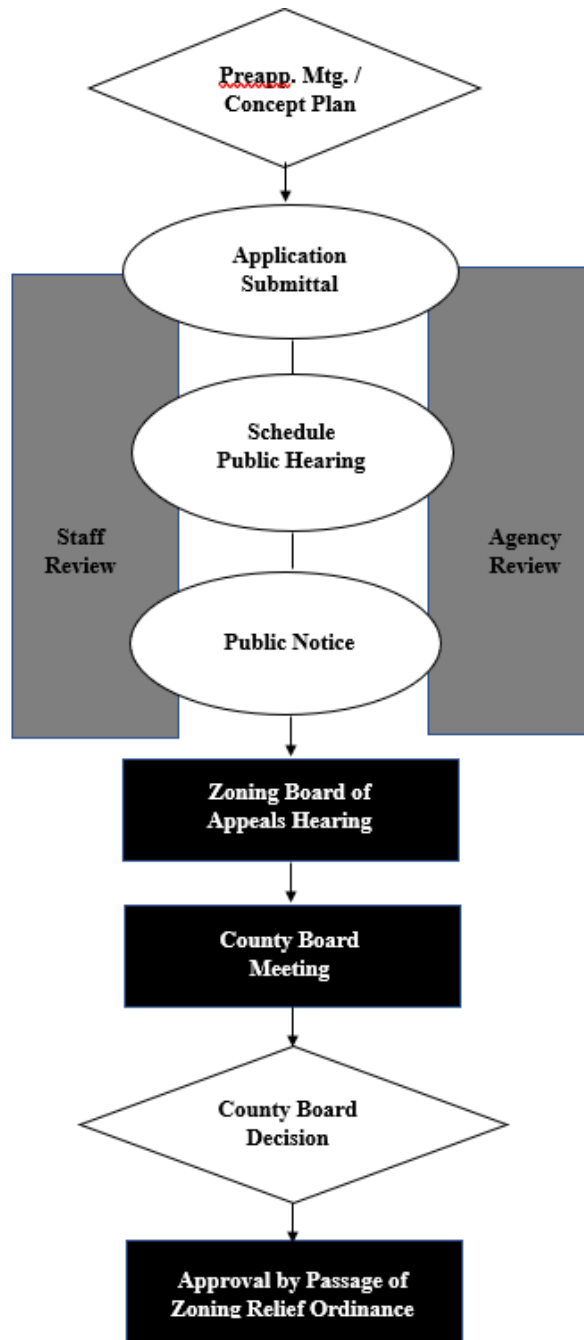 Preapp. Mtg. /
Concept Plan
Application
Submittal
Schedule
Public Hearing
Staff
Review
Agency
Review
Public Notice
Zoning Board of
Appeals Hearing
County Board
Meeting
County Board
Decision
Approval by Passage of
Zoning Relief Ordinance